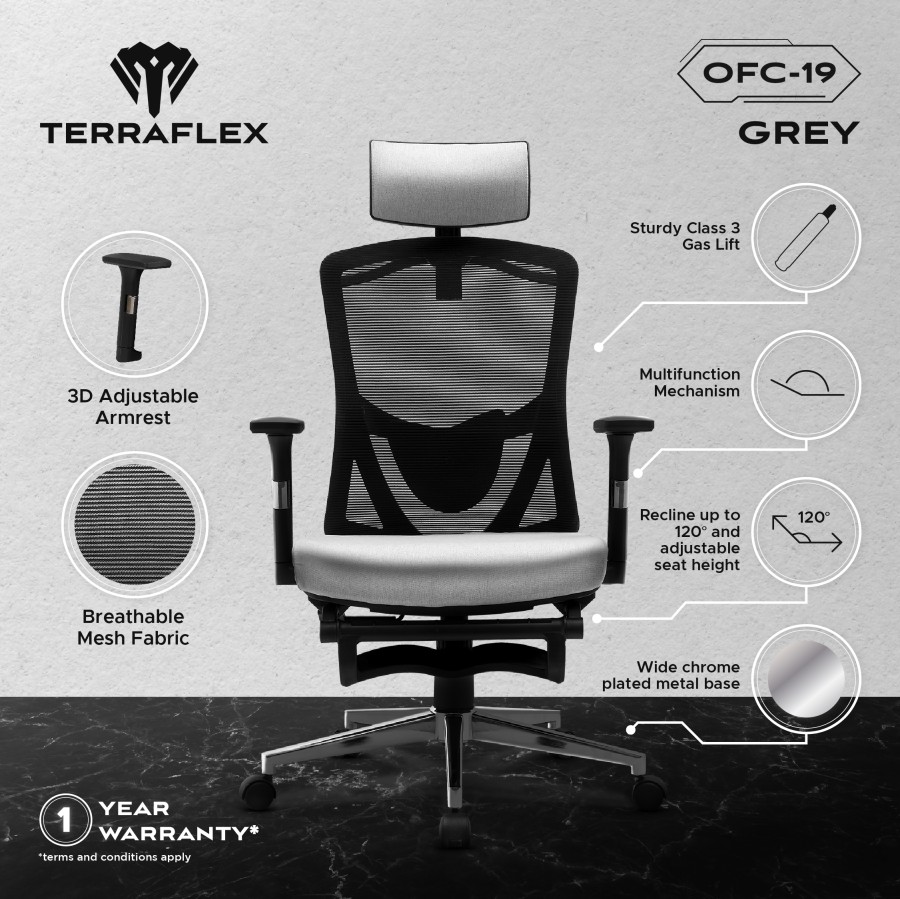 TERRAFLEX
OFC-19
GREY
3D Adjustable
Armrest
Breathable
Mesh Fabric
Sturdy Class 3
Gas Lift
Multifunction
Mechanism
Recline up to
120° and
adjustable
seat height
120°
Wide chrome
plated metal base
1 YEAR
WARRANTY*
*terms and conditions apply